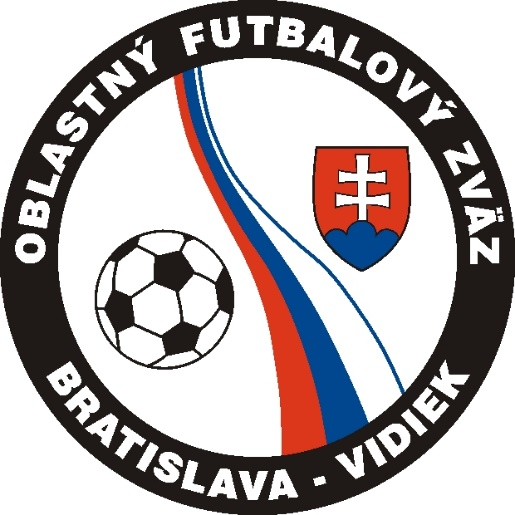 OBLASTNÝ FUTBALOVÝ ZVÄZ
BRATISLAVA - VIDIEK